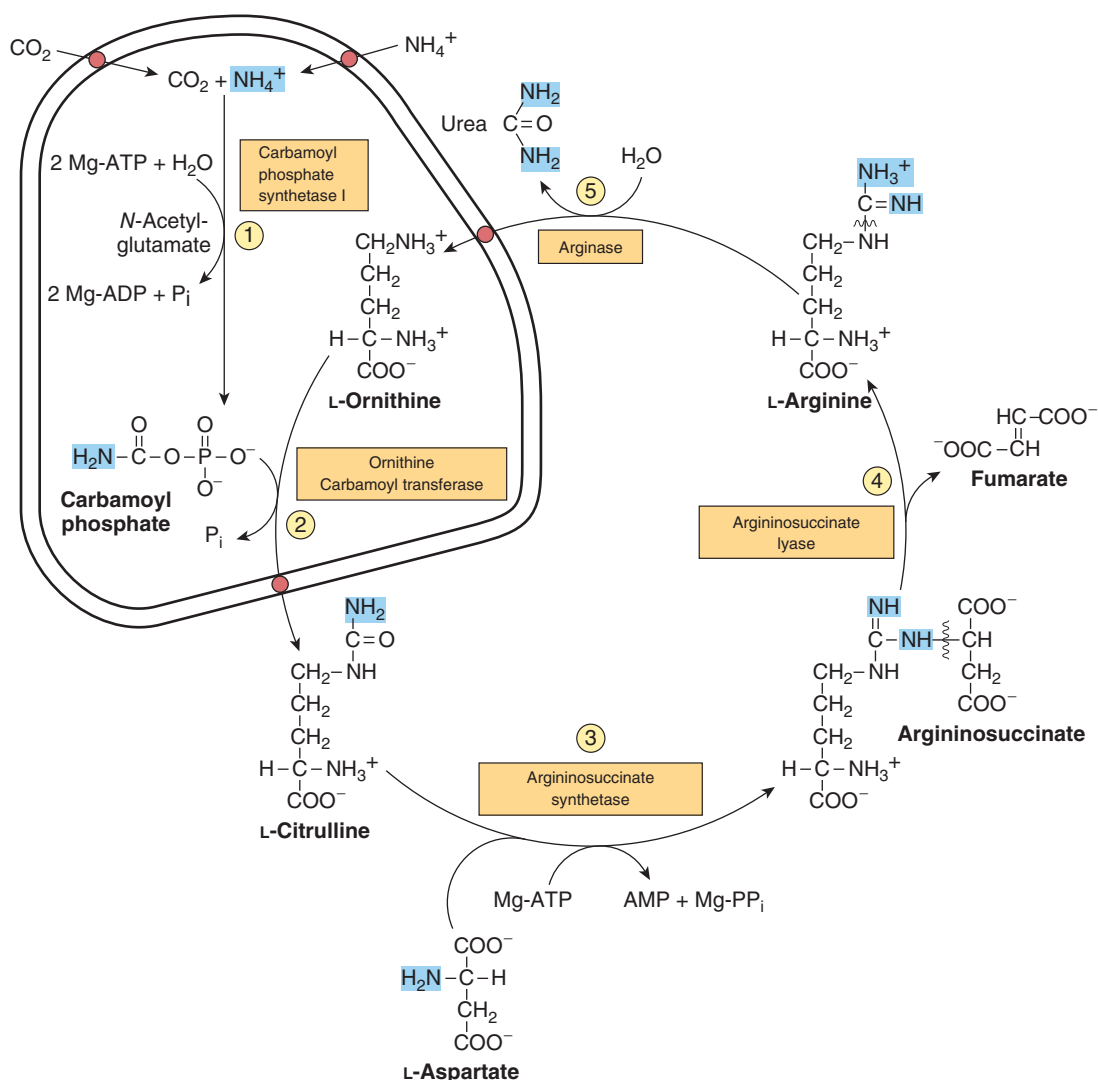 CO₂
NH₄⁺
CO₂ + NH₄⁺
2 Mg-ATP + H₂O
Carbamoyl
phosphate
synthetase I
N-Acetyl-
glutamate
1
2 Mg-ADP + Pᵢ
NH₂
Urea C=O
NH₂
H₂O
5
Arginase
NH₃⁺
C=NH
CH₂–NH
CH₂
CH₂
H–C–NH₃⁺
COO⁻
L-Arginine
CH₂NH₃⁺
CH₂
CH₂
H–C–NH₃⁺
COO⁻
L-Ornithine
O O
H₂N–C–O–P–O⁻
O⁻
Carbamoyl
phosphate
Pᵢ
Ornithine
Carbamoyl transferase
2
HC–COO⁻
⁻OOC–CH
Fumarate
4
Argininosuccinate
lyase
NH₂
C=O
CH₂–NH
CH₂
CH₂
H–C–NH₃⁺
COO⁻
L-Citrulline
3
Argininosuccinate
synthetase
NH COO⁻
C–NH–CH
CH₂–NH CH₂
CH₂ COO⁻
CH₂ Argininosuccinate
H–C–NH₃⁺
COO⁻
Mg-ATP
AMP + Mg-PPᵢ
COO⁻
H₂N–C–H
CH₂
COO⁻
L-Aspartate